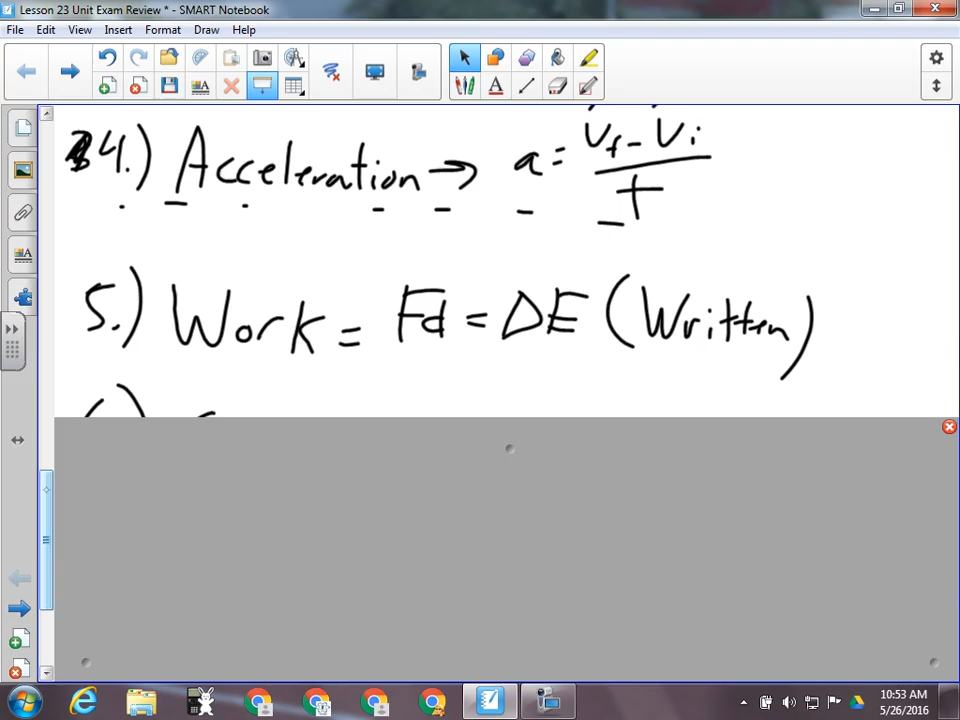 Lesson 23 Unit Exam Review * - SMART Notebook
File Edit View Insert Format Draw Help
4.) Acceleration → a = Vf - Vi / t
5.) Work = Fd = ΔE (Written)
10:53 AM
5/26/2016